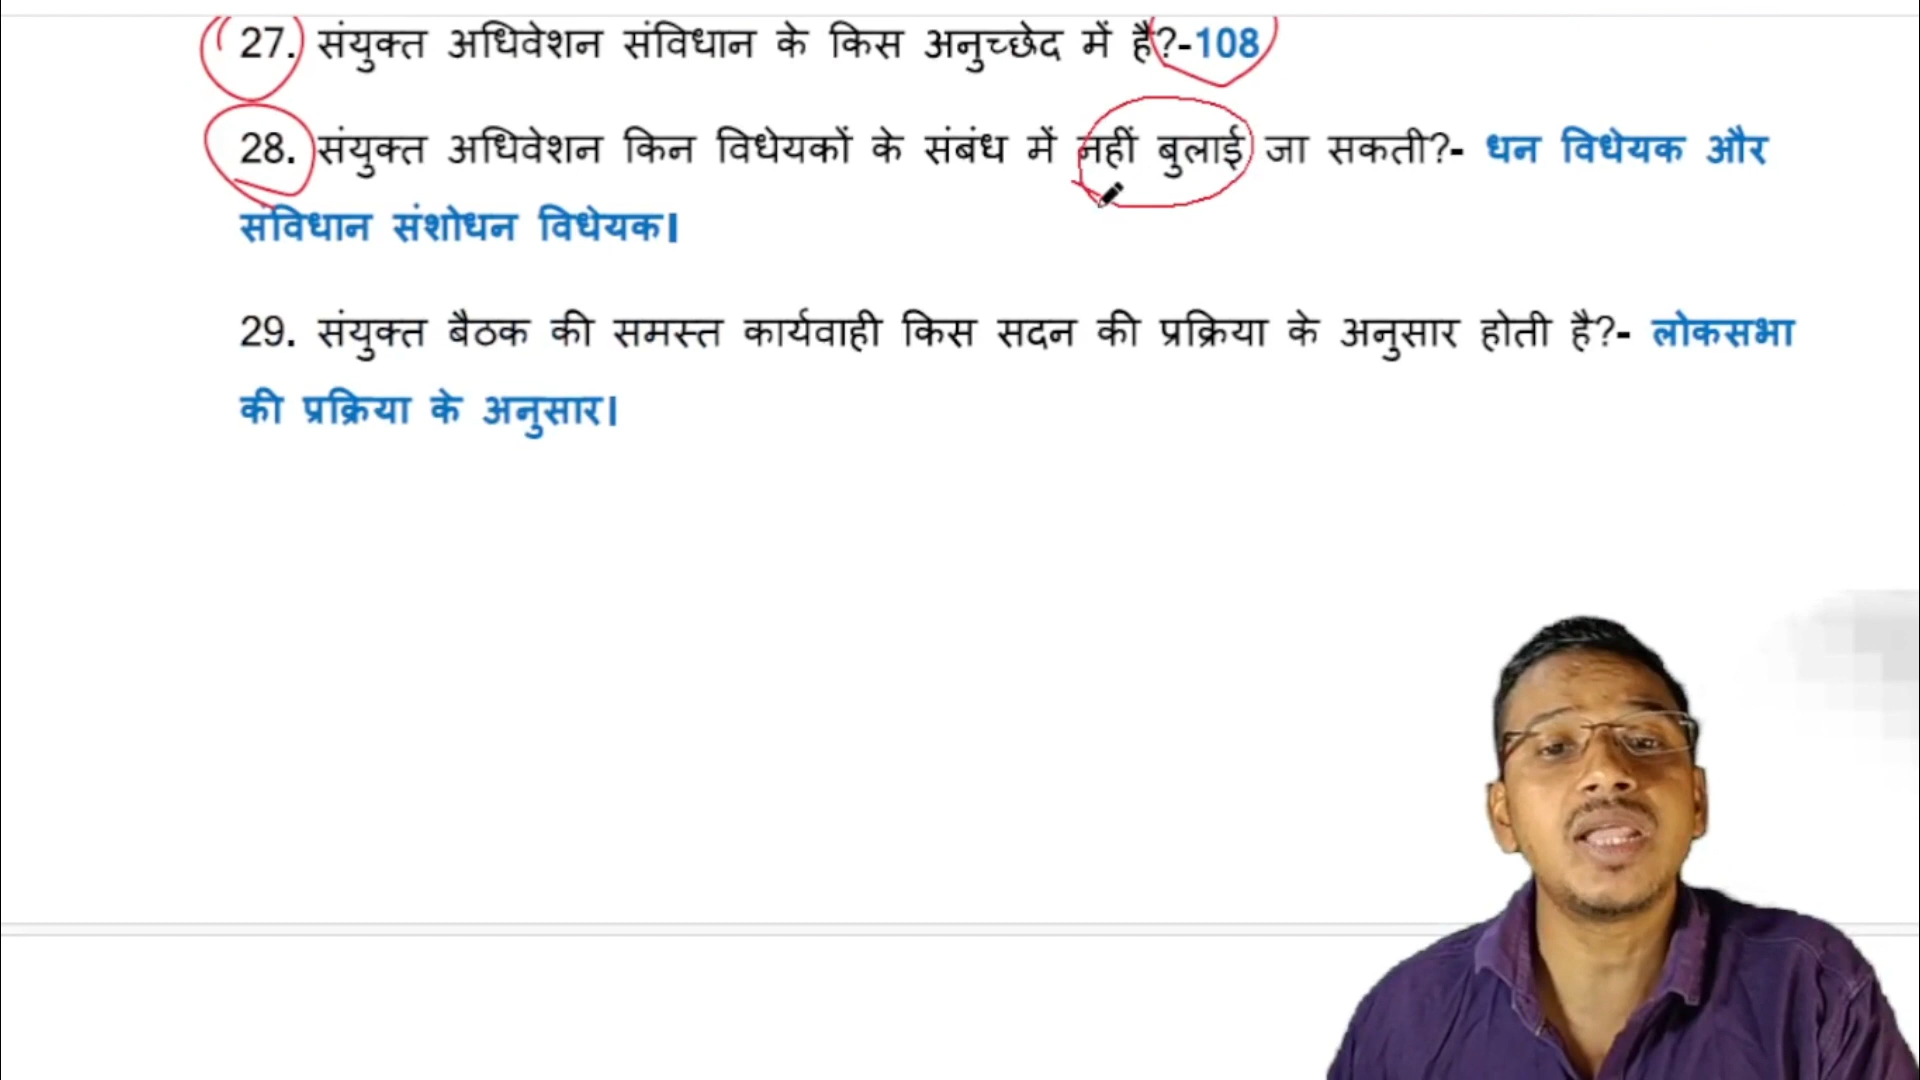 27. संयुक्त अधिवेशन संविधान के किस अनुच्छेद में है?-108
28. संयुक्त अधिवेशन किन विधेयकों के संबंध में नहीं बुलाई जा सकती?- धन विधेयक और
संविधान संशोधन विधेयक।
29. संयुक्त बैठक की समस्त कार्यवाही किस सदन की प्रक्रिया के अनुसार होती है?- लोकसभा
की प्रक्रिया के अनुसार।